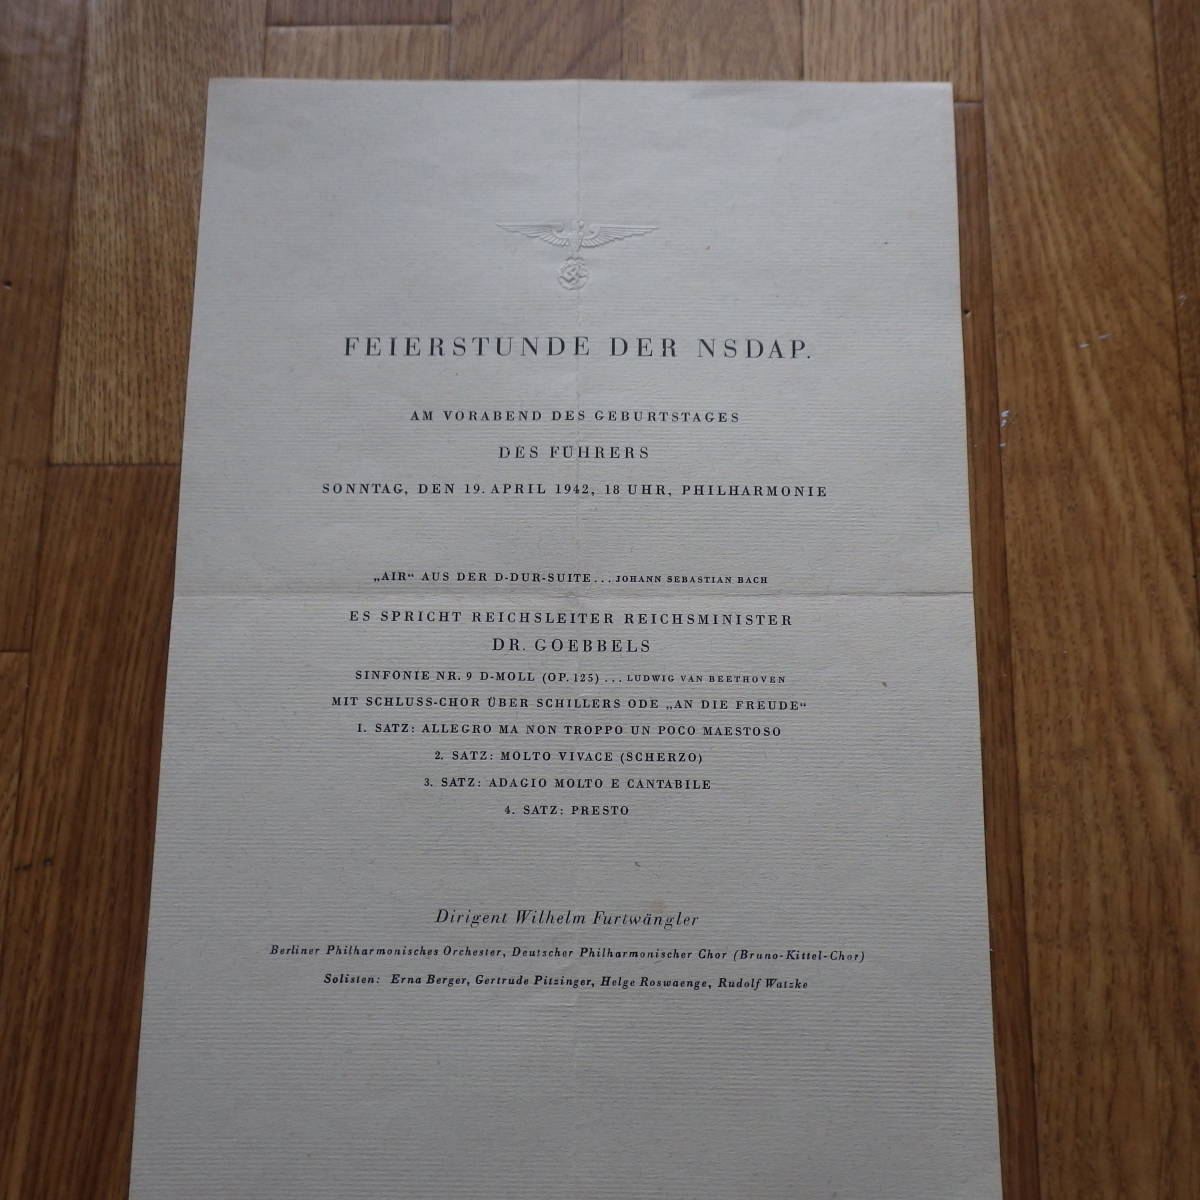 FEIERSTUNDE DER NSDAP.
AM VORABEND DES GEBURTSTAGES
DES FÜHRERS
SONNTAG, DEN 19. APRIL 1942, 18 UHR, PHILHARMONIE
„AIR“ AUS DER D-DUR-SUITE... JOHANN SEBASTIAN BACH
ES SPRICHT REICHSLEITER REICHSMINISTER
DR. GOEBBELS
SINFONIE NR. 9 D-MOLL (OP. 125) ... LUDWIG VAN BEETHOVEN
MIT SCHLUSS-CHOR ÜBER SCHILLERS ODE „AN DIE FREUDE“
1. SATZ: ALLEGRO MA NON TROPPO UN POCO MAESTOSO
2. SATZ: MOLTO VIVACE (SCHERZO)
3. SATZ: ADAGIO MOLTO E CANTABILE
4. SATZ: PRESTO
Dirigent Wilhelm Furtwängler
Berliner Philharmonisches Orchester, Deutscher Philharmonischer Chor (Bruno-Kittel-Chor)
Solisten: Erna Berger, Gertrude Pitzinger, Helge Roswaenge, Rudolf Watzke